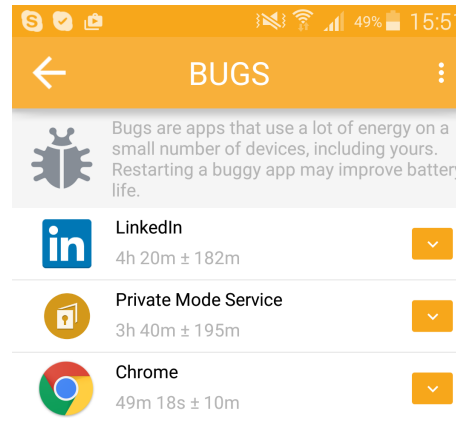 49% 15:51
BUGS
Bugs are apps that use a lot of energy on a
small number of devices, including yours.
Restarting a buggy app may improve battery
life.
in
LinkedIn
4h 20m ± 182m
Private Mode Service
3h 40m ± 195m
Chrome
49m 18s ± 10m